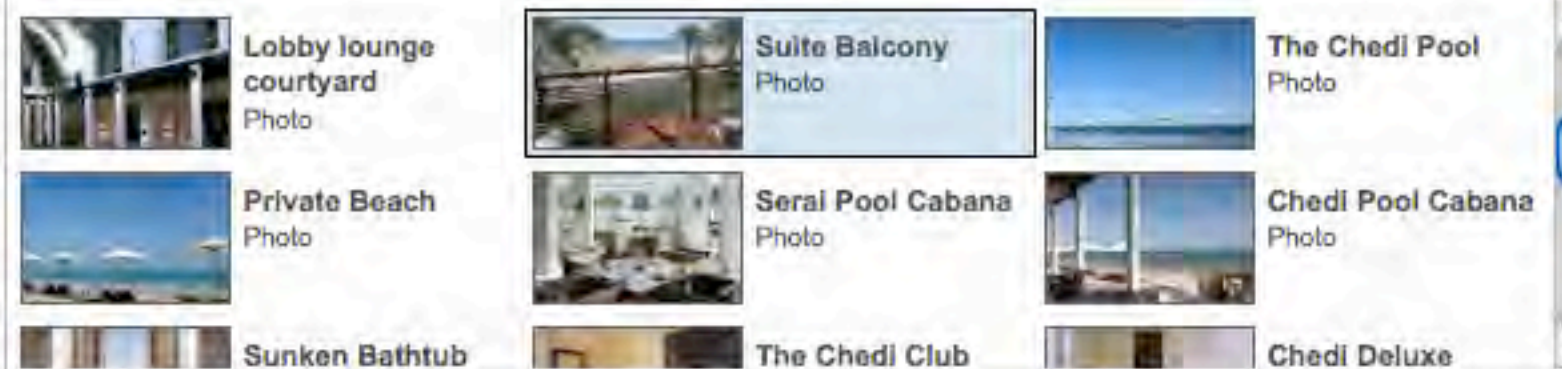 Lobby lounge
courtyard
Photo
Suite Balcony
Photo
The Chedi Pool
Photo
Private Beach
Photo
Serai Pool Cabana
Photo
Chedi Pool Cabana
Photo
Sunken Bathtub
The Chedi Club
Chedi Deluxe